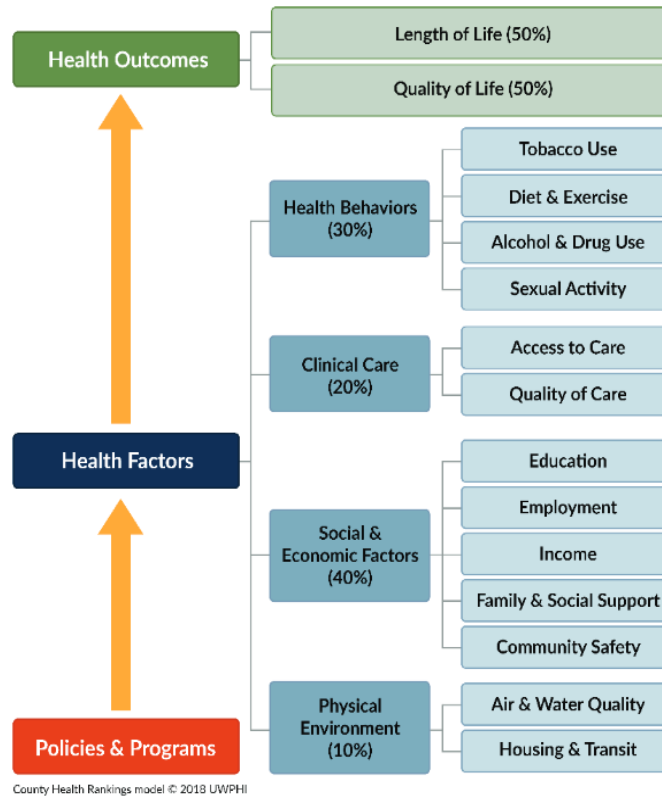 Health Outcomes
Length of Life (50%)
Quality of Life (50%)
Health Behaviors
(30%)
Tobacco Use
Diet & Exercise
Alcohol & Drug Use
Sexual Activity
Clinical Care
(20%)
Access to Care
Quality of Care
Health Factors
Social &
Economic Factors
(40%)
Education
Employment
Income
Family & Social Support
Community Safety
Physical
Environment
(10%)
Air & Water Quality
Housing & Transit
Policies & Programs
County Health Rankings model © 2018 UWPHI